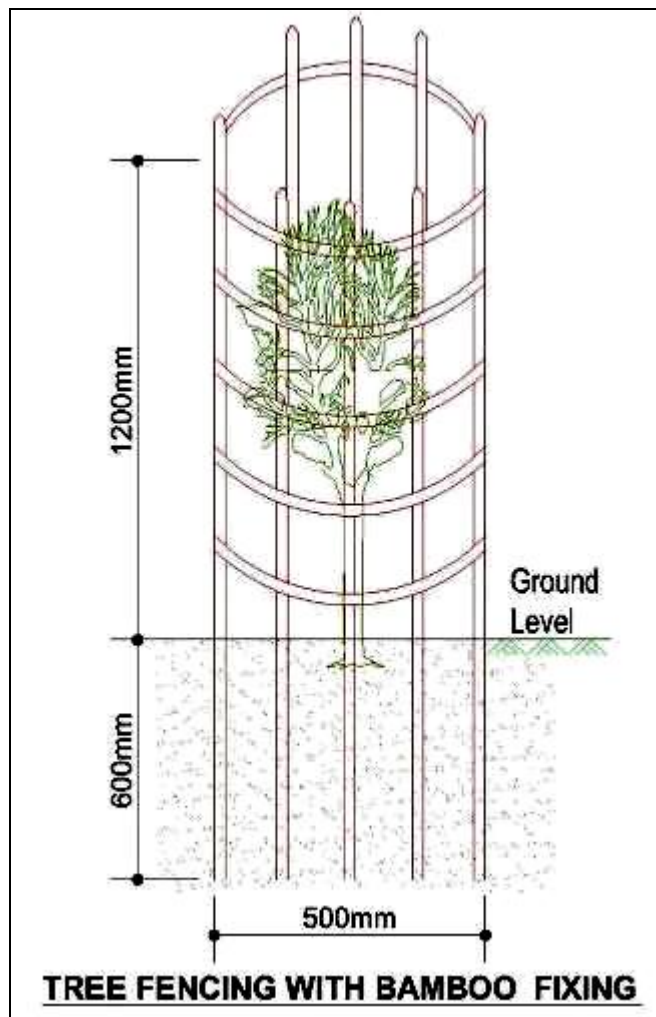 1200mm
Ground
Level
600mm
500mm
TREE FENCING WITH BAMBOO FIXING